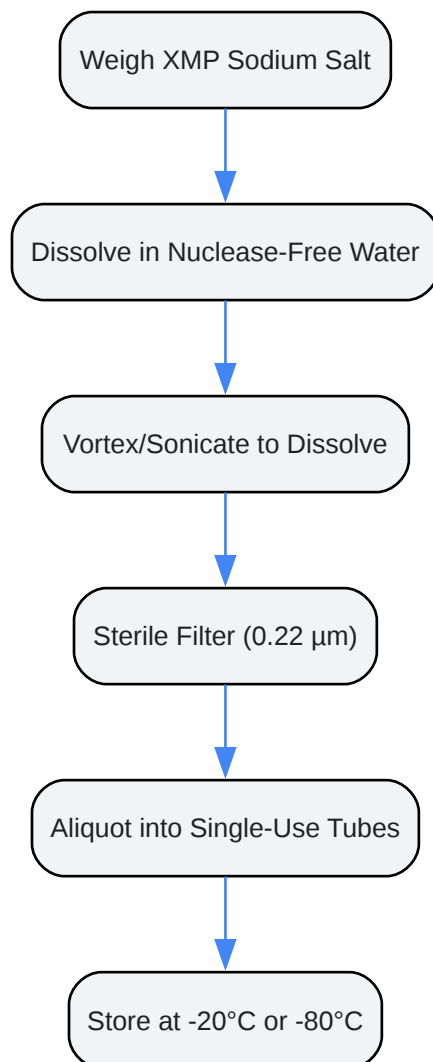 Weigh XMP Sodium Salt
Dissolve in Nuclease-Free Water
Vortex/Sonicate to Dissolve
Sterile Filter (0.22 µm)
Aliquot into Single-Use Tubes
Store at -20°C or -80°C